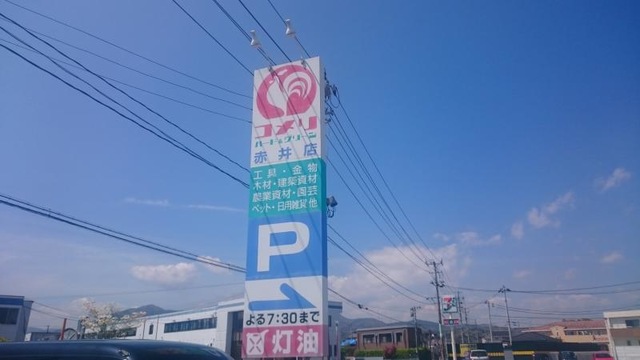 コメリ
ハード&グリーン
赤井店
工具・金物
木材・建築資材
農業資材・園芸
ペット・日用雑貨 他
P
よる7:30まで
灯油